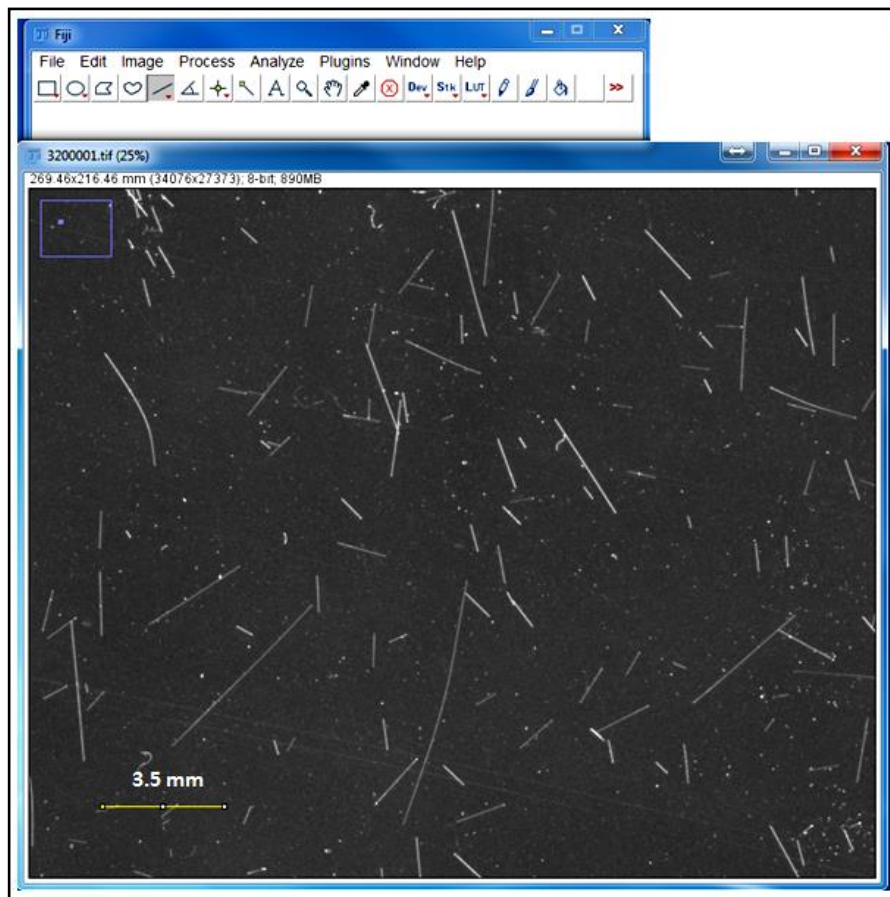 Fiji
File Edit Image Process Analyze Plugins Window Help
Dev Stk LUT >>
3200001.tif (25%)
269.46x216.46 mm (34076x27373); 8-bit; 890MB
3.5 mm